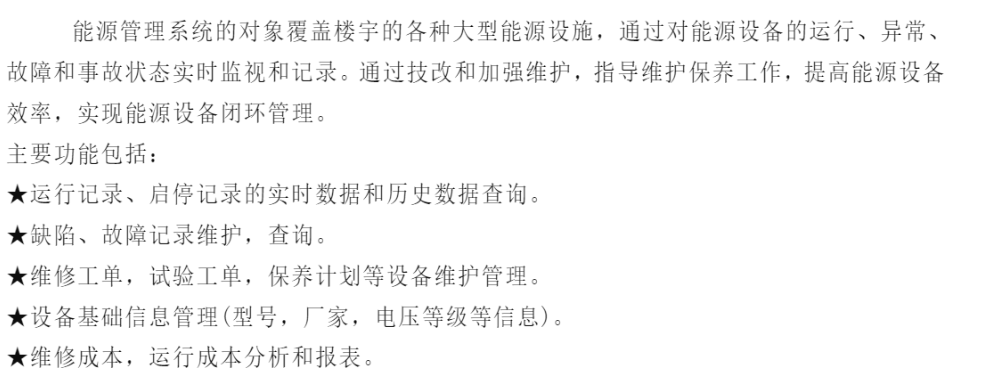 能源管理系统的对象覆盖楼宇的各种大型能源设施，通过对能源设备的运行、异常、
故障和事故状态实时监视和记录。通过技改和加强维护，指导维护保养工作，提高能源设备
效率，实现能源设备闭环管理。
主要功能包括：
★运行记录、启停记录的实时数据和历史数据查询。
★缺陷、故障记录维护，查询。
★维修工单，试验工单，保养计划等设备维护管理。
★设备基础信息管理(型号，厂家，电压等级等信息)。
★维修成本，运行成本分析和报表。